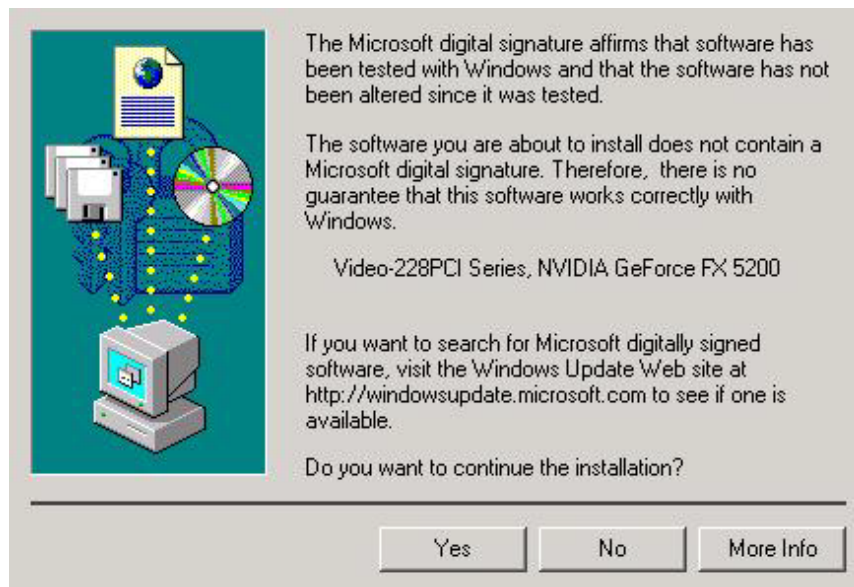 The Microsoft digital signature affirms that software has
been tested with Windows and that the software has not
been altered since it was tested.
The software you are about to install does not contain a
Microsoft digital signature. Therefore,  there is no
guarantee that this software works correctly with
Windows.
Video-228PCI Series, NVIDIA GeForce FX 5200
If you want to search for Microsoft digitally signed
software, visit the Windows Update Web site at
http://windowsupdate.microsoft.com to see if one is
available.
Do you want to continue the installation?
Yes
No
More Info